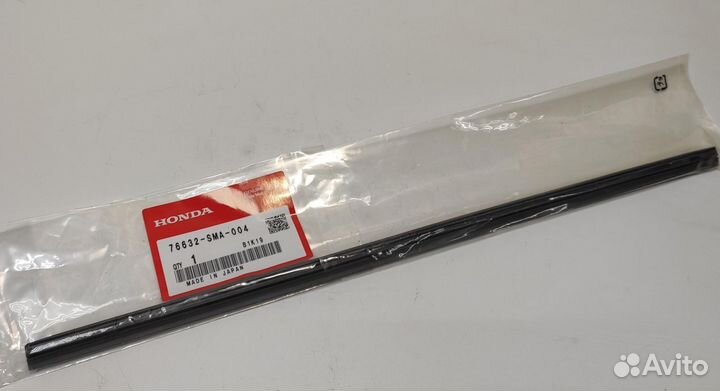 HONDA
76632-SMA-004
B1K19
QTY 1
MADE IN JAPAN
Avito